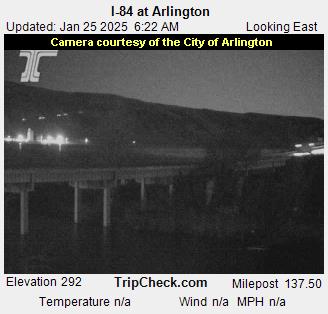 I-84 at Arlington
Updated: Jan 25 2025 6:22 AM Looking East
Camera courtesy of the City of Arlington
Elevation 292 TripCheck.com Milepost 137.50
Temperature n/a Wind n/a MPH n/a